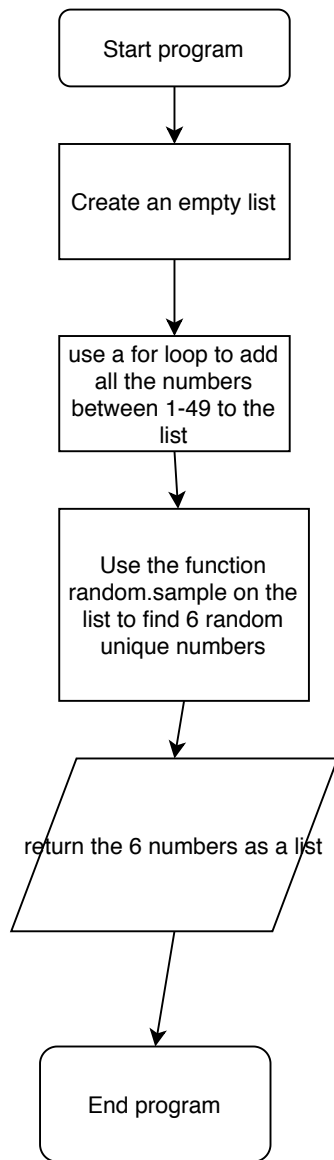 Start program
Create an empty list
use a for loop to add
all the numbers
between 1-49 to the
list
Use the function
random.sample on the
list to find 6 random
unique numbers
return the 6 numbers as a list
End program